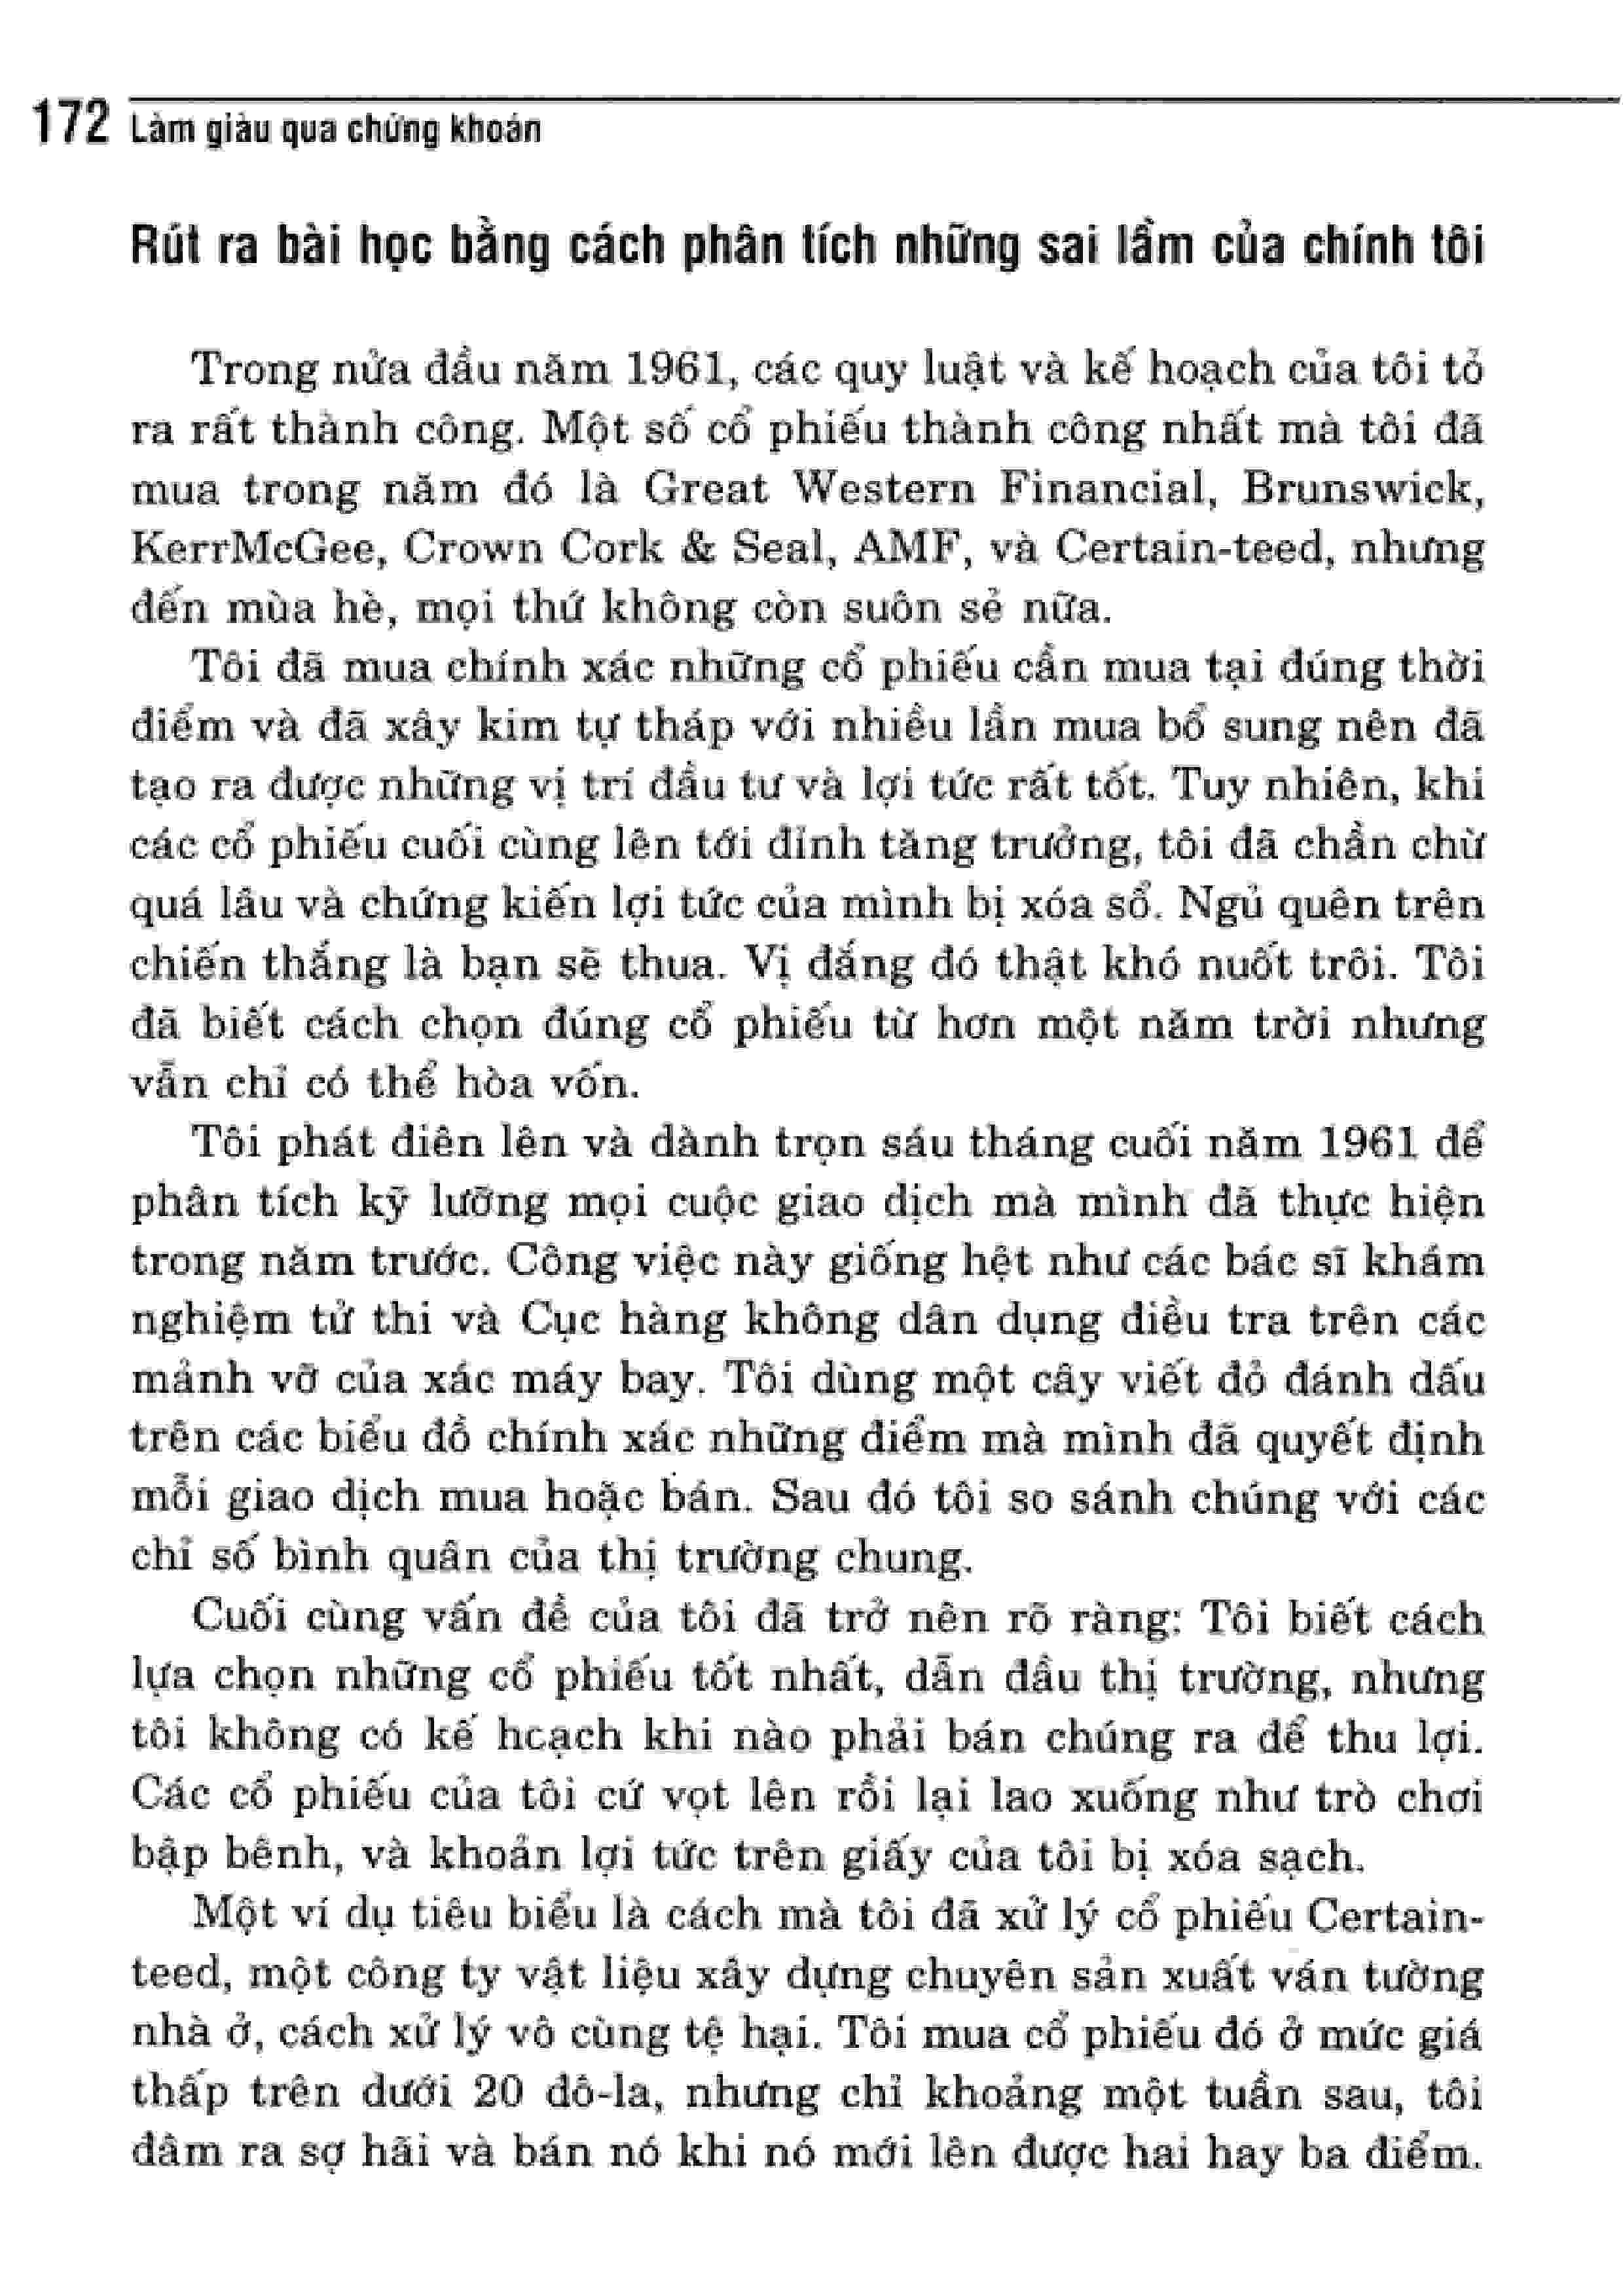 172 Làm giàu qua chứng khoán
Rút ra bài học bằng cách phân tích những sai lầm của chính tôi
Trong nửa đầu năm 1961, các quy luật và kế hoạch của tôi tỏ
ra rất thành công. Một số cổ phiếu thành công nhất mà tôi đã
mua trong năm đó là Great Western Financial, Brunswick,
KerrMcGee, Crown Cork & Seal, AMF, và Certain-teed, nhưng
đến mùa hè, mọi thứ không còn suôn sẻ nữa.
Tôi đã mua chính xác những cổ phiếu cần mua tại đúng thời
điểm và đã xây kim tự tháp với nhiều lần mua bổ sung nên đã
tạo ra được những vị trí đầu tư và lợi tức rất tốt. Tuy nhiên, khi
các cổ phiếu cuối cùng lên tới đỉnh tăng trưởng, tôi đã chần chừ
quá lâu và chứng kiến lợi tức của mình bị xóa sổ. Ngủ quên trên
chiến thắng là bạn sẽ thua. Vị đắng đó thật khó nuốt trôi. Tôi
đã biết cách chọn đúng cổ phiếu từ hơn một năm trời nhưng
vẫn chỉ có thể hòa vốn.
Tôi phát điên lên và dành trọn sáu tháng cuối năm 1961 để
phân tích kỹ lưỡng mọi cuộc giao dịch mà mình đã thực hiện
trong năm trước. Công việc này giống hệt như các bác sĩ khám
nghiệm tử thi và Cục hàng không dân dụng điều tra trên các
mảnh vỡ của xác máy bay. Tôi dùng một cây viết đỏ đánh dấu
trên các biểu đồ chính xác những điểm mà mình đã quyết định
mỗi giao dịch mua hoặc bán. Sau đó tôi so sánh chúng với các
chỉ số bình quân của thị trường chung.
Cuối cùng vấn đề của tôi đã trở nên rõ ràng: Tôi biết cách
lựa chọn những cổ phiếu tốt nhất, dẫn đầu thị trường, nhưng
tôi không có kế hoạch khi nào phải bán chúng ra để thu lợi.
Các cổ phiếu của tôi cứ vọt lên rồi lại lao xuống như trò chơi
bập bênh, và khoản lợi tức trên giấy của tôi bị xóa sạch.
Một ví dụ tiêu biểu là cách mà tôi đã xử lý cổ phiếu Certain-
teed, một công ty vật liệu xây dựng chuyên sản xuất ván tường
nhà ở, cách xử lý vô cùng tệ hại. Tôi mua cổ phiếu đó ở mức giá
thấp trên dưới 20 đô-la, nhưng chỉ khoảng một tuần sau, tôi
đâm ra sợ hãi và bán nó khi nó mới lên được hai hay ba điểm.